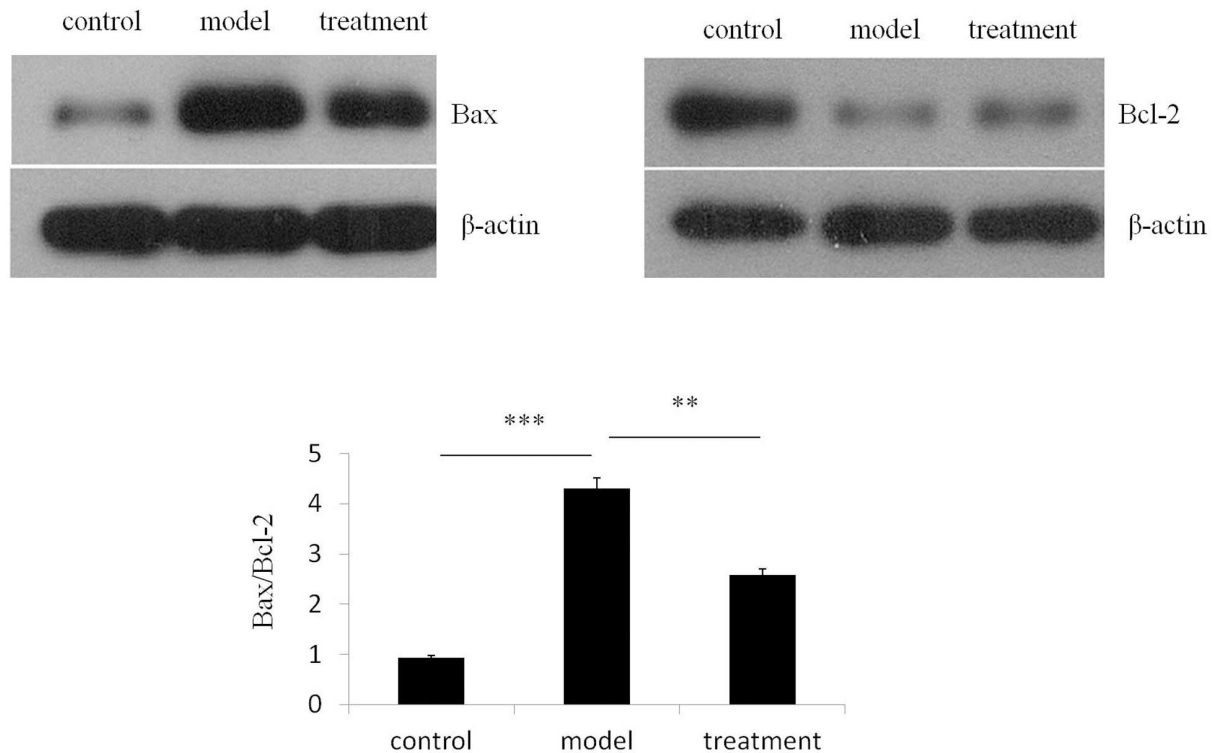 control model treatment
Bax
β-actin
control model treatment
Bcl-2
β-actin
*** **
Bax/Bcl-2
5
4
3
2
1
0
control model treatment